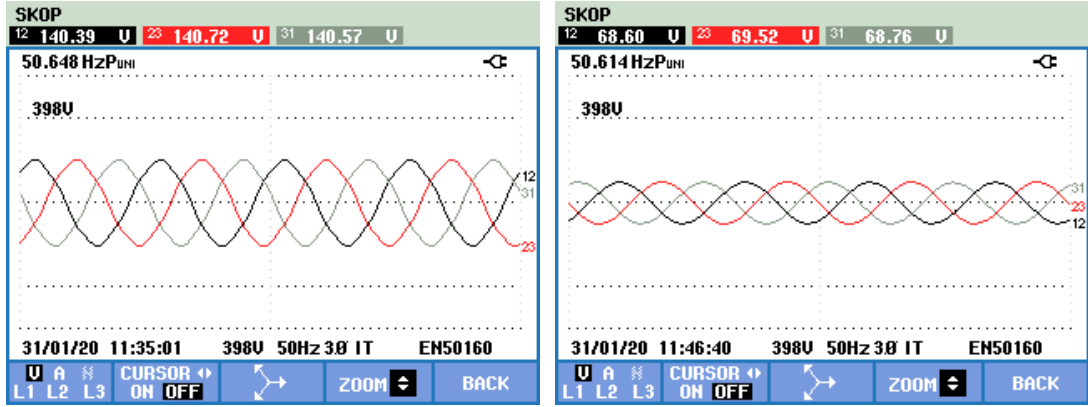 SKOP
12 140.39 V 23 140.72 V 31 140.57 V
50.648 HzPUNI
398V
12
31
23
31/01/20 11:35:01 398V 50Hz 3Ø IT EN50160
U A
L1 L2 L3
CURSOR
ON OFF
ZOOM
BACK
SKOP
12 68.60 V 23 69.52 V 31 68.76 V
50.614 HzPUNI
398V
31
23
12
31/01/20 11:46:40 398V 50Hz 3Ø IT EN50160
U A
L1 L2 L3
CURSOR
ON OFF
ZOOM
BACK